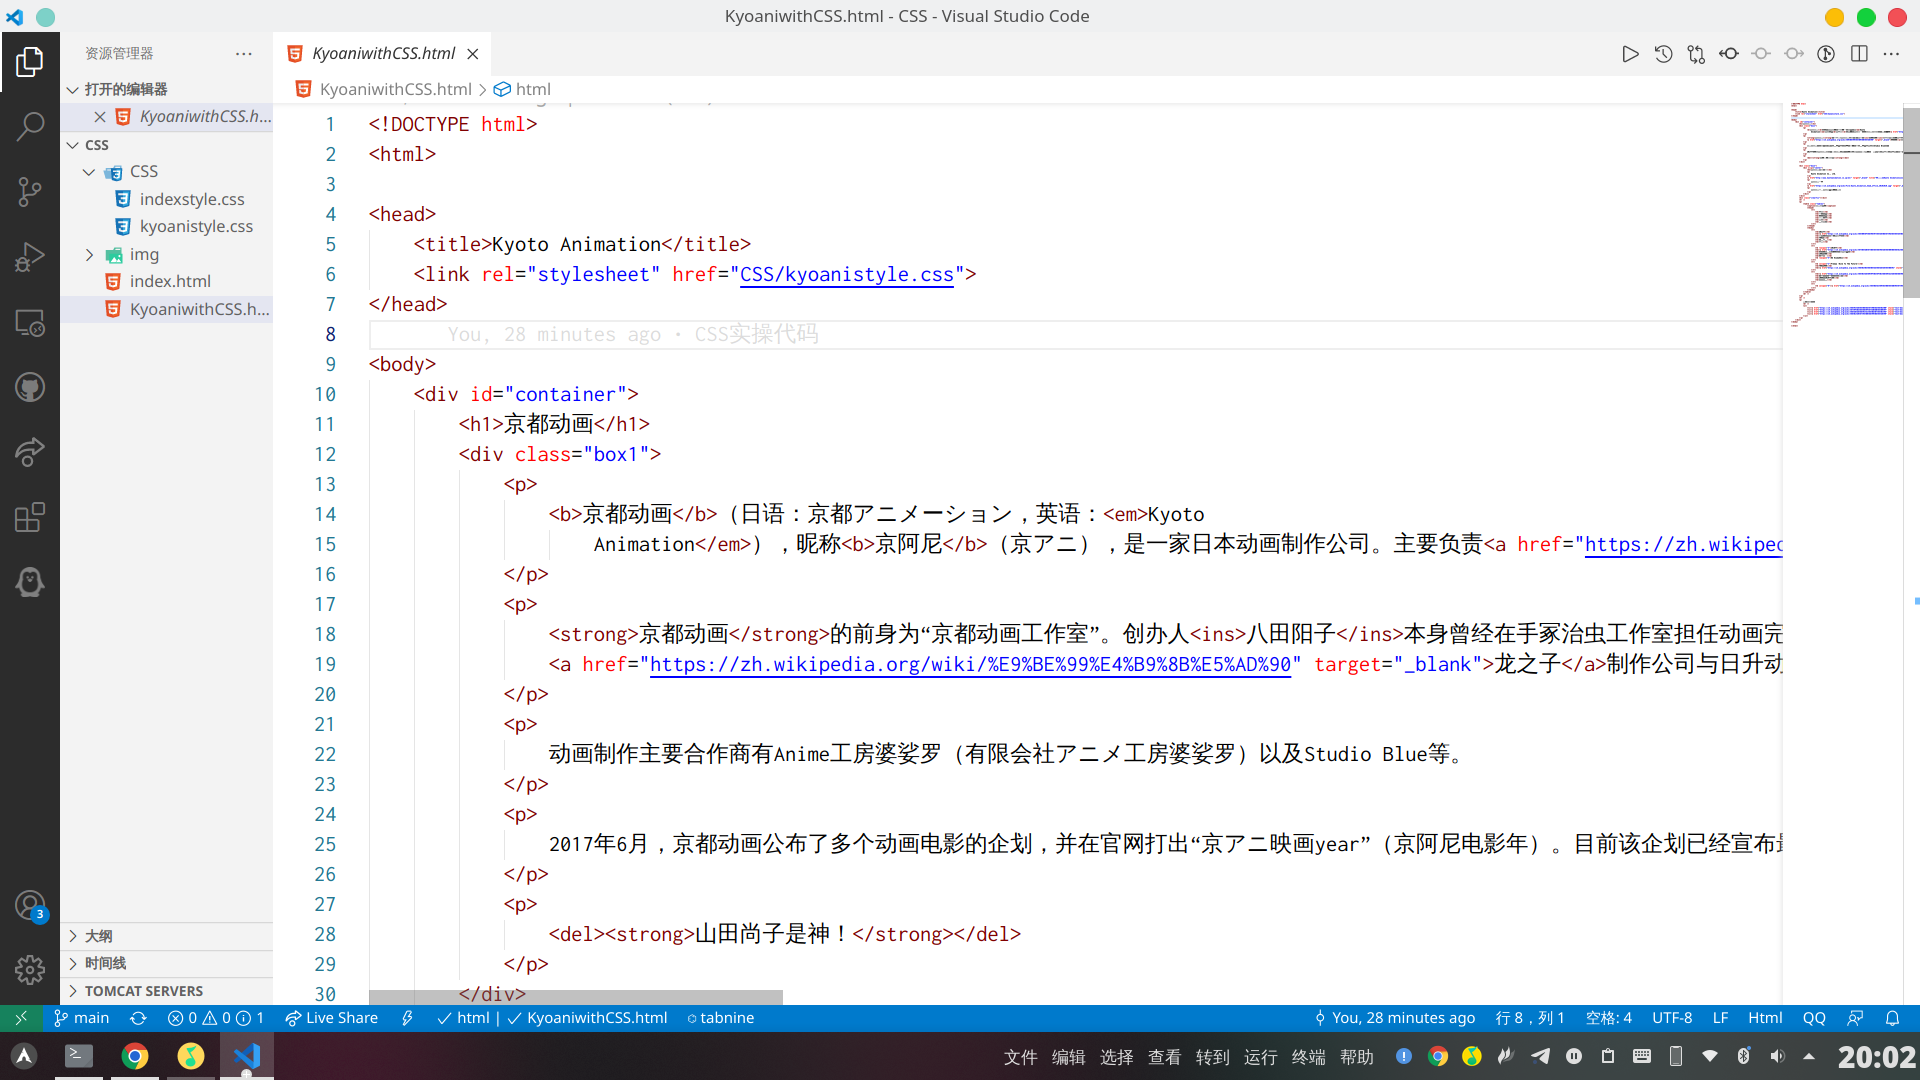 KyoaniwithCSS.html - CSS - Visual Studio Code
资源管理器
KyoaniwithCSS.html
打开的编辑器
KyoaniwithCSS.html
html
KyoaniwithCSS.h...
CSS
CSS
indexstyle.css
kyoanistyle.css
img
index.html
KyoaniwithCSS.h...
1 <!DOCTYPE html>
2 <html>
3
4 <head>
5 <title>Kyoto Animation</title>
6 <link rel="stylesheet" href="CSS/kyoanistyle.css">
7 </head>
8 You, 28 minutes ago • CSS实操代码
9 <body>
10 <div id="container">
11 <h1>京都动画</h1>
12 <div class="box1">
13 <p>
14 <b>京都动画</b>（日语：京都アニメーション，英语：<em>Kyoto
15 Animation</em>），昵称<b>京阿尼</b>（京アニ），是一家日本动画制作公司。主要负责<a href="https://zh.wikiped
16 </p>
17 <p>
18 <strong>京都动画</strong>的前身为“京都动画工作室”。创办人<ins>八田阳子</ins>本身曾经在手冢治虫工作室担任动画完
19 <a href="https://zh.wikipedia.org/wiki/%E9%BE%99%E4%B9%8B%E5%AD%90" target="_blank">龙之子</a>制作公司与日升动
20 </p>
21 <p>
22 动画制作主要合作商有Anime工房婆娑罗（有限会社アニメ工房婆娑罗）以及Studio Blue等。
23 </p>
24 <p>
25 2017年6月，京都动画公布了多个动画电影的企划，并在官网打出“京アニ映画year”（京阿尼电影年）。目前该企划已经宣布
26 </p>
27 <p>
28 <del><strong>山田尚子是神！</strong></del>
29 </p>
30 </div>
3
大纲
时间线
TOMCAT SERVERS
main 0 0 1 Live Share html | KyoaniwithCSS.html tabnine You, 28 minutes ago 行 8，列 1 空格: 4 UTF-8 LF Html QQ
文件 编辑 选择 查看 转到 运行 终端 帮助 20:02